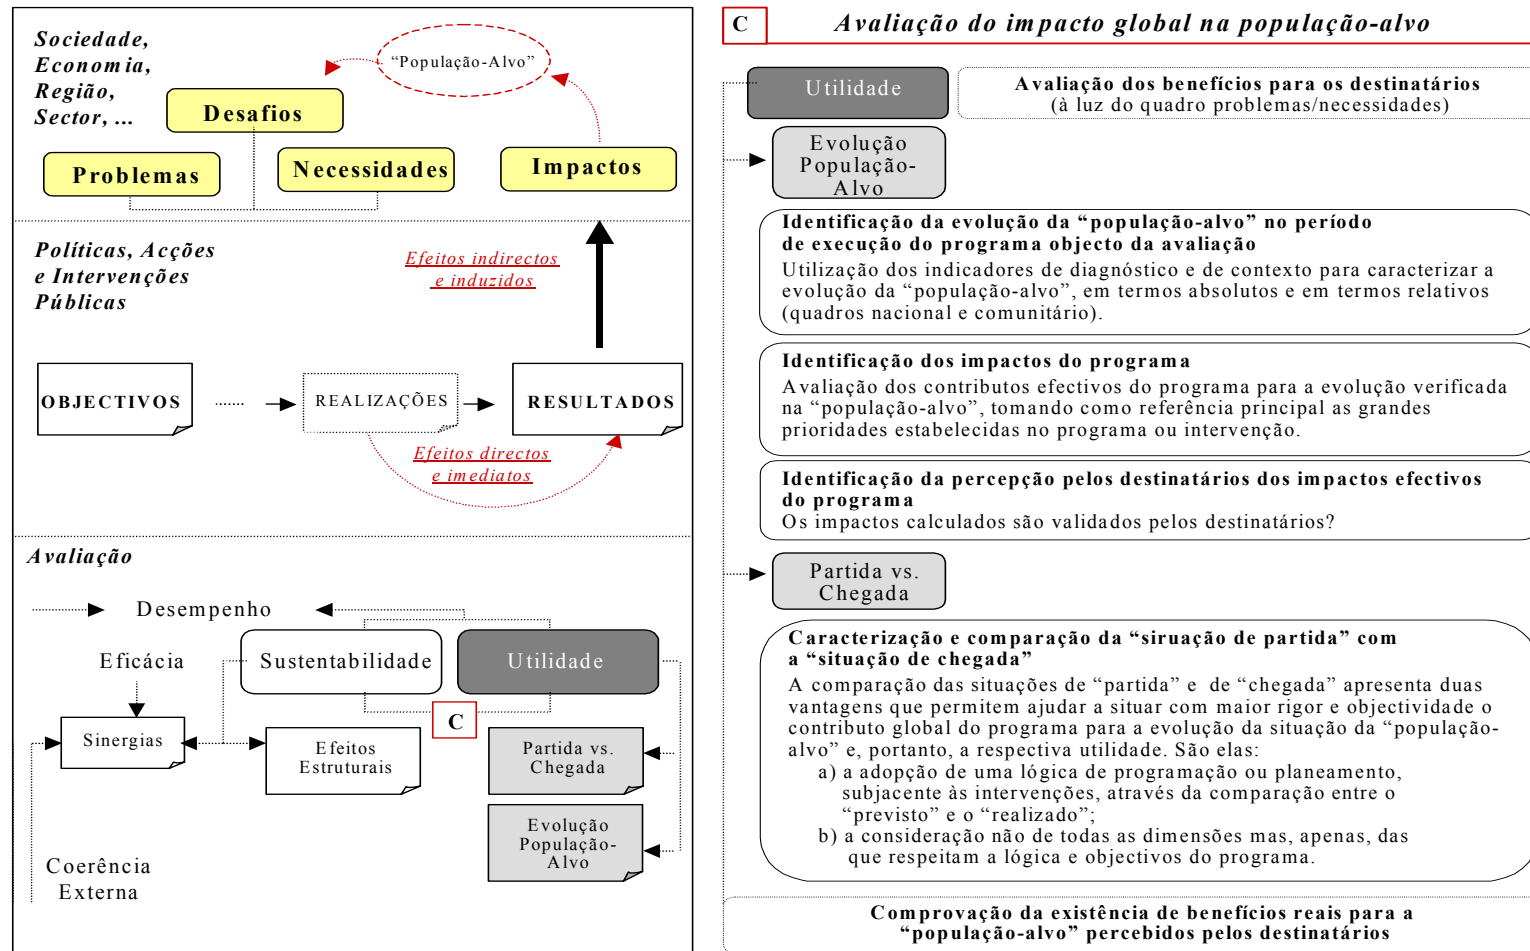 Sociedade,
Economia,
Região,
Sector, ...
“População-Alvo”
Desafios
Problemas
Necessidades
Impactos
Políticas, Acções
e Intervenções
Públicas
Efeitos indirectos
e induzidos
OBJECTIVOS
.......
REALIZAÇÕES
RESULTADOS
Efeitos directos
e imediatos
Avaliação
Desempenho
Eficácia
Sustentabilidade
Utilidade
C
Sinergias
Efeitos
Estruturais
Partida vs.
Chegada
Evolução
População-
Alvo
Coerência
Externa
C
Avaliação do impacto global na população-alvo
Utilidade
Avaliação dos benefícios para os destinatários
(à luz do quadro problemas/necessidades)
Evolução
População-
Alvo
Identificação da evolução da “população-alvo” no período
de execução do programa objecto da avaliação
Utilização dos indicadores de diagnóstico e de contexto para caracterizar a
evolução da “população-alvo”, em termos absolutos e em termos relativos
(quadros nacional e comunitário).
Identificação dos impactos do programa
Avaliação dos contributos efectivos do programa para a evolução verificada
na “população-alvo”, tomando como referência principal as grandes
prioridades estabelecidas no programa ou intervenção.
Identificação da percepção pelos destinatários dos impactos efectivos
do programa
Os impactos calculados são validados pelos destinatários?
Partida vs.
Chegada
Caracterização e comparação da “siruação de partida” com
a “situação de chegada”
A comparação das situações de “partida” e de “chegada” apresenta duas
vantagens que permitem ajudar a situar com maior rigor e objectividade o
contributo global do programa para a evolução da situação da “população-
alvo” e, portanto, a respectiva utilidade. São elas:
a) a adopção de uma lógica de programação ou planeamento,
subjacente às intervenções, através da comparação entre o
“previsto” e o “realizado”;
b) a consideração não de todas as dimensões mas, apenas, das
que respeitam a lógica e objectivos do programa.
Comprovação da existência de benefícios reais para a
“população-alvo” percebidos pelos destinatários